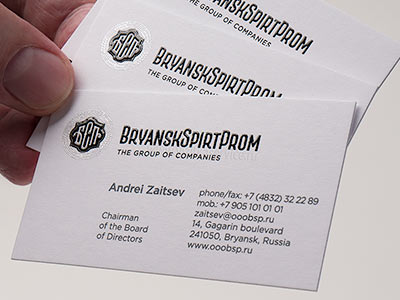 BRYANSKSPIRTPROM
THE GROUP OF COMPANIES
BRYANSKSPIRTPROM
THE GROUP OF COMPANIES
БСП
BRYANSKSPIRTPROM
THE GROUP OF COMPANIES
Andrei Zaitsev
Chairman
of the Board
of Directors
phone/fax: +7 (4832) 32 22 89
mob.: +7 905 101 01 01
zaitsev@ooobsp.ru
14, Gagarin boulevard
241050, Bryansk, Russia
www.ooobsp.ru